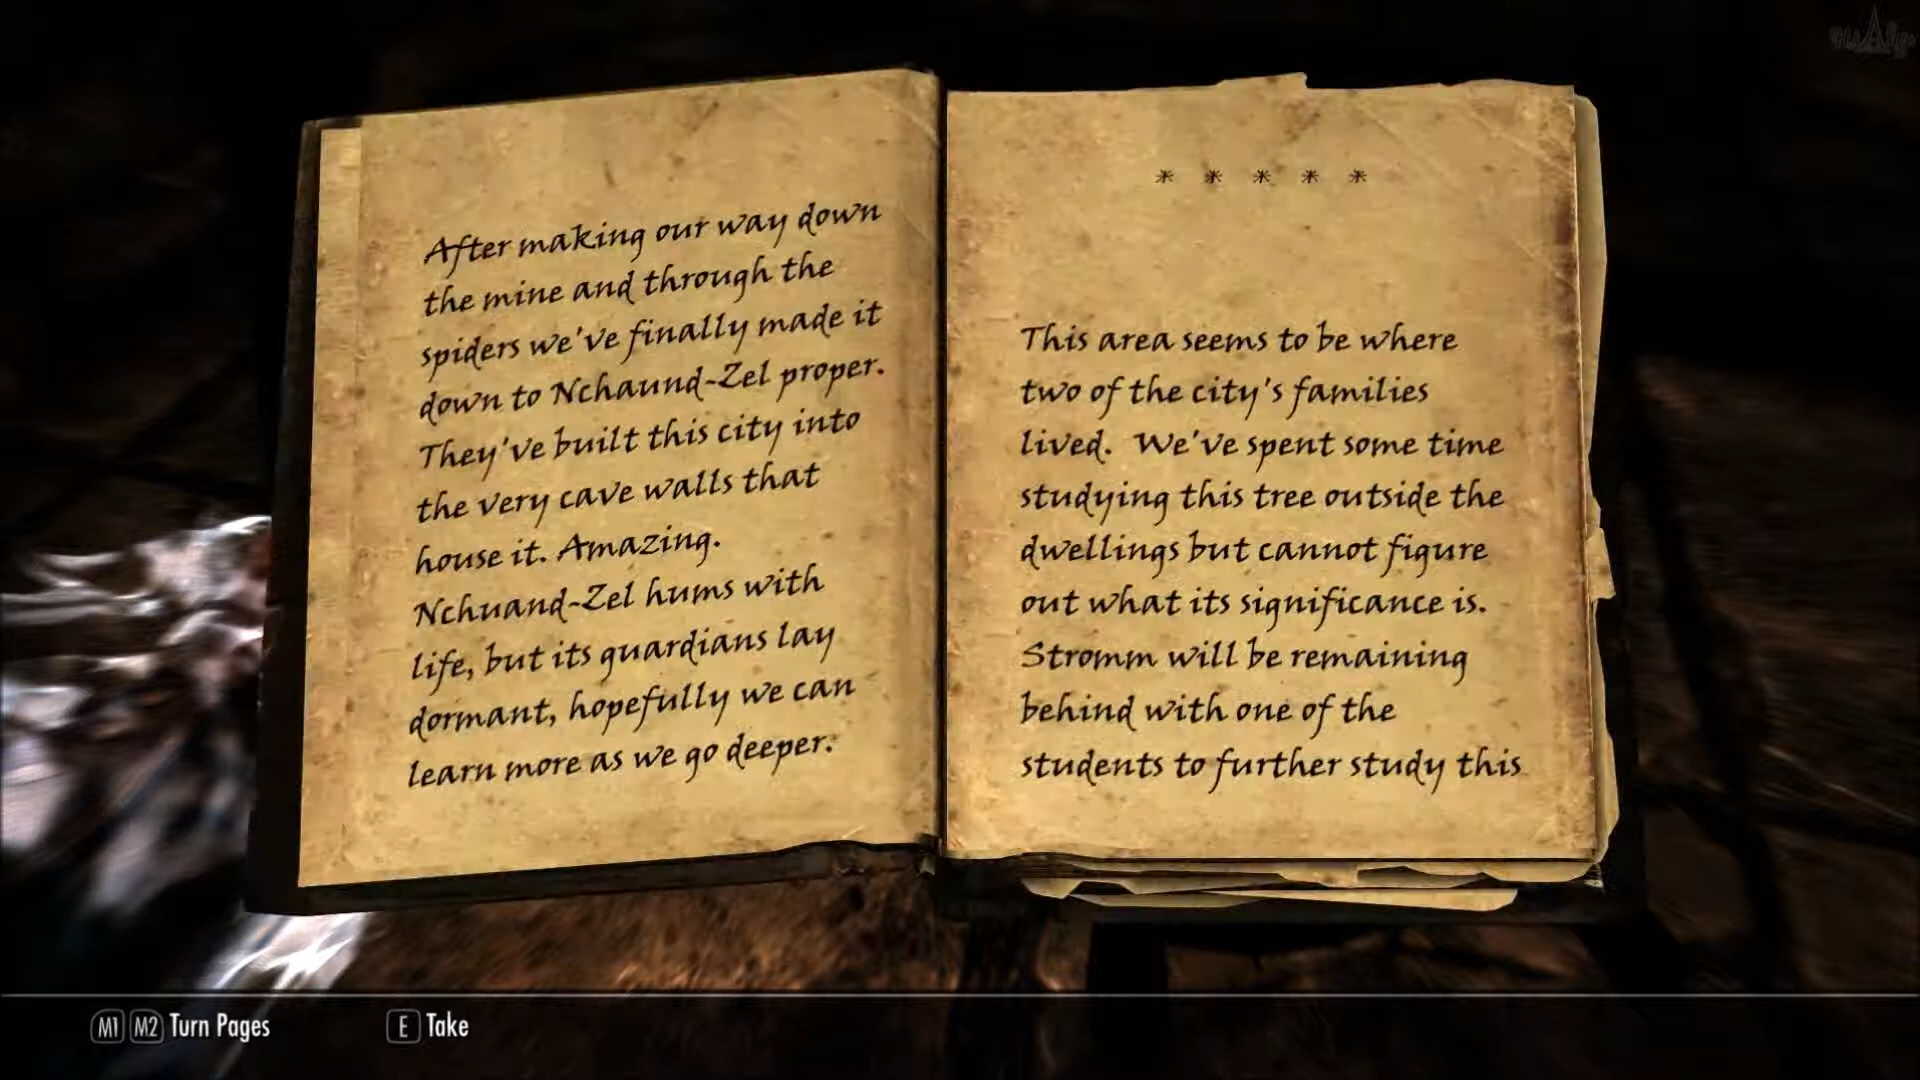 After making our way down
the mine and through the
spiders we've finally made it
down to Nchaund-Zel proper.
They've built this city into
the very cave walls that
house it. Amazing.
Nchuand-Zel hums with
life, but its guardians lay
dormant, hopefully we can
learn more as we go deeper.
* * * * *
This area seems to be where
two of the city's families
lived.  We've spent some time
studying this tree outside the
dwellings but cannot figure
out what its significance is.
Stromm will be remaining
behind with one of the
students to further study this
M1 M2 Turn Pages
E Take